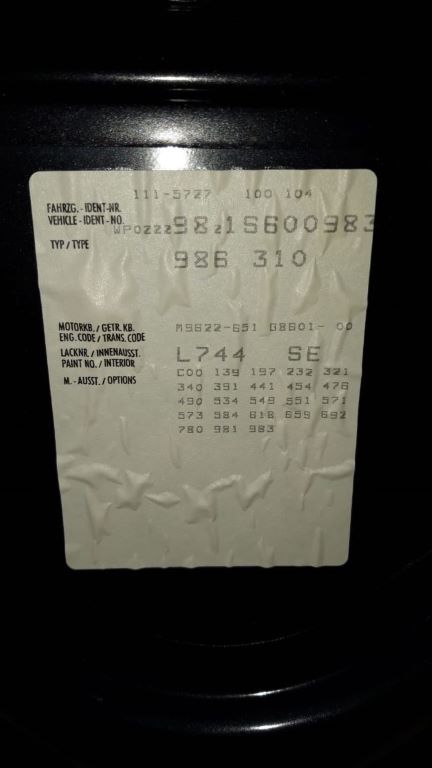 111-5727 100 104
FAHRZG.-IDENT-NR.
VEHICLE-IDENT-NO. WP0ZZZ98Z1S600983
TYP / TYPE 986 310
MOTORKB. / GETR. KB. M9622-651 G8601- 00
ENG. CODE / TRANS. CODE
LACKNR. / INNENAUSST. L744 SE
PAINT NO. / INTERIOR
M. - AUSST. / OPTIONS C00 139 197 232 321
340 391 441 454 476
490 534 549 551 571
573 584 618 659 692
780 981 983